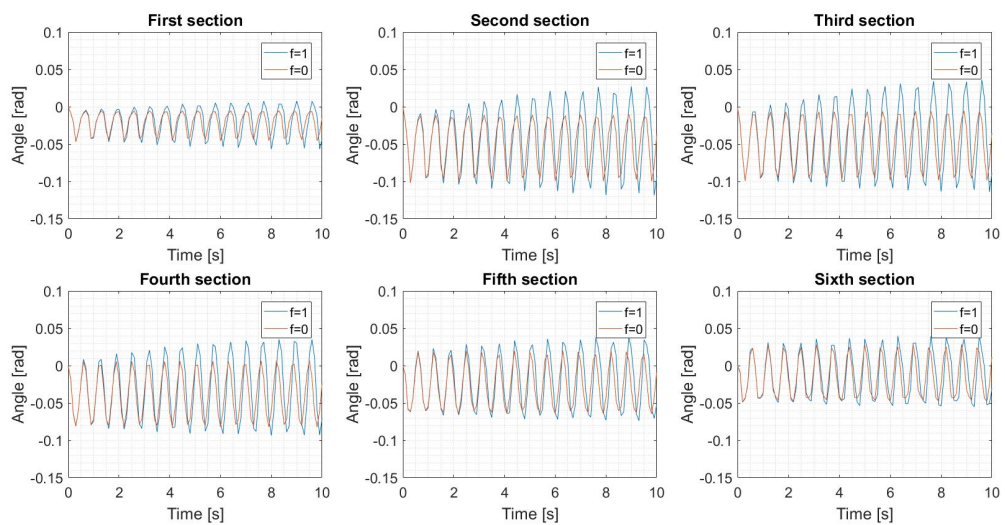 First section
0.1
0.05
0
-0.05
-0.1
-0.15
Angle [rad]
0 2 4 6 8 10
Time [s]
f=1
f=0
Second section
0.1
0.05
0
-0.05
-0.1
-0.15
Angle [rad]
0 2 4 6 8 10
Time [s]
f=1
f=0
Third section
0.1
0.05
0
-0.05
-0.1
-0.15
Angle [rad]
0 2 4 6 8 10
Time [s]
f=1
f=0
Fourth section
0.1
0.05
0
-0.05
-0.1
-0.15
Angle [rad]
0 2 4 6 8 10
Time [s]
f=1
f=0
Fifth section
0.1
0.05
0
-0.05
-0.1
-0.15
Angle [rad]
0 2 4 6 8 10
Time [s]
f=1
f=0
Sixth section
0.1
0.05
0
-0.05
-0.1
-0.15
Angle [rad]
0 2 4 6 8 10
Time [s]
f=1
f=0